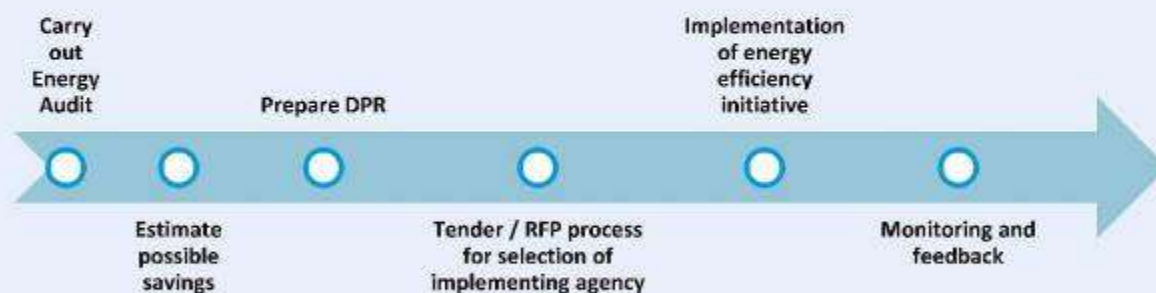 Carry
out
Energy
Audit
Estimate
possible
savings
Prepare DPR
Tender / RFP process
for selection of
implementing agency
Implementation
of energy
efficiency
initiative
Monitoring and
feedback